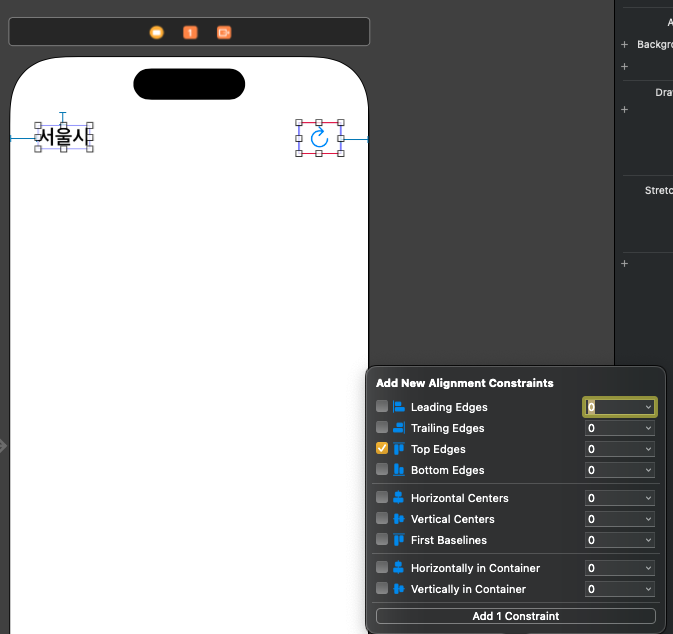 A
Backgro
Dra
서울시
Stretc
Add New Alignment Constraints
Leading Edges 0
Trailing Edges 0
Top Edges 0
Bottom Edges 0
Horizontal Centers 0
Vertical Centers 0
First Baselines 0
Horizontally in Container 0
Vertically in Container 0
Add 1 Constraint